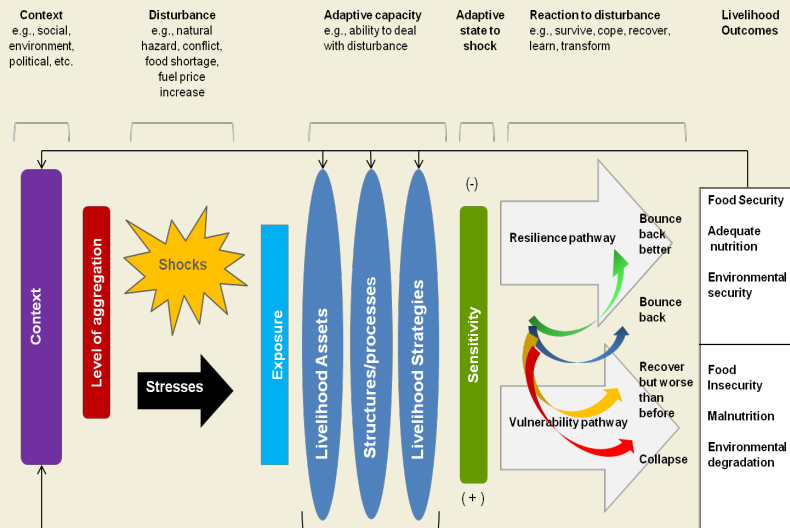 Context
e.g., social,
environment,
political, etc.
Disturbance
e.g., natural
hazard, conflict,
food shortage,
fuel price
increase
Adaptive capacity
e.g., ability to deal
with disturbance
Adaptive
state to
shock
Reaction to disturbance
e.g., survive, cope, recover,
learn, transform
Livelihood
Outcomes
Context
Level of aggregation
Shocks
Stresses
Exposure
Livelihood Assets
Structures/processes
Livelihood Strategies
(-)
Sensitivity
(+)
Resilience pathway
Bounce
back
better
Bounce
back
Vulnerability pathway
Recover
but worse
than
before
Collapse
Food Security
Adequate
nutrition
Environmental
security
Food
Insecurity
Malnutrition
Environmental
degradation